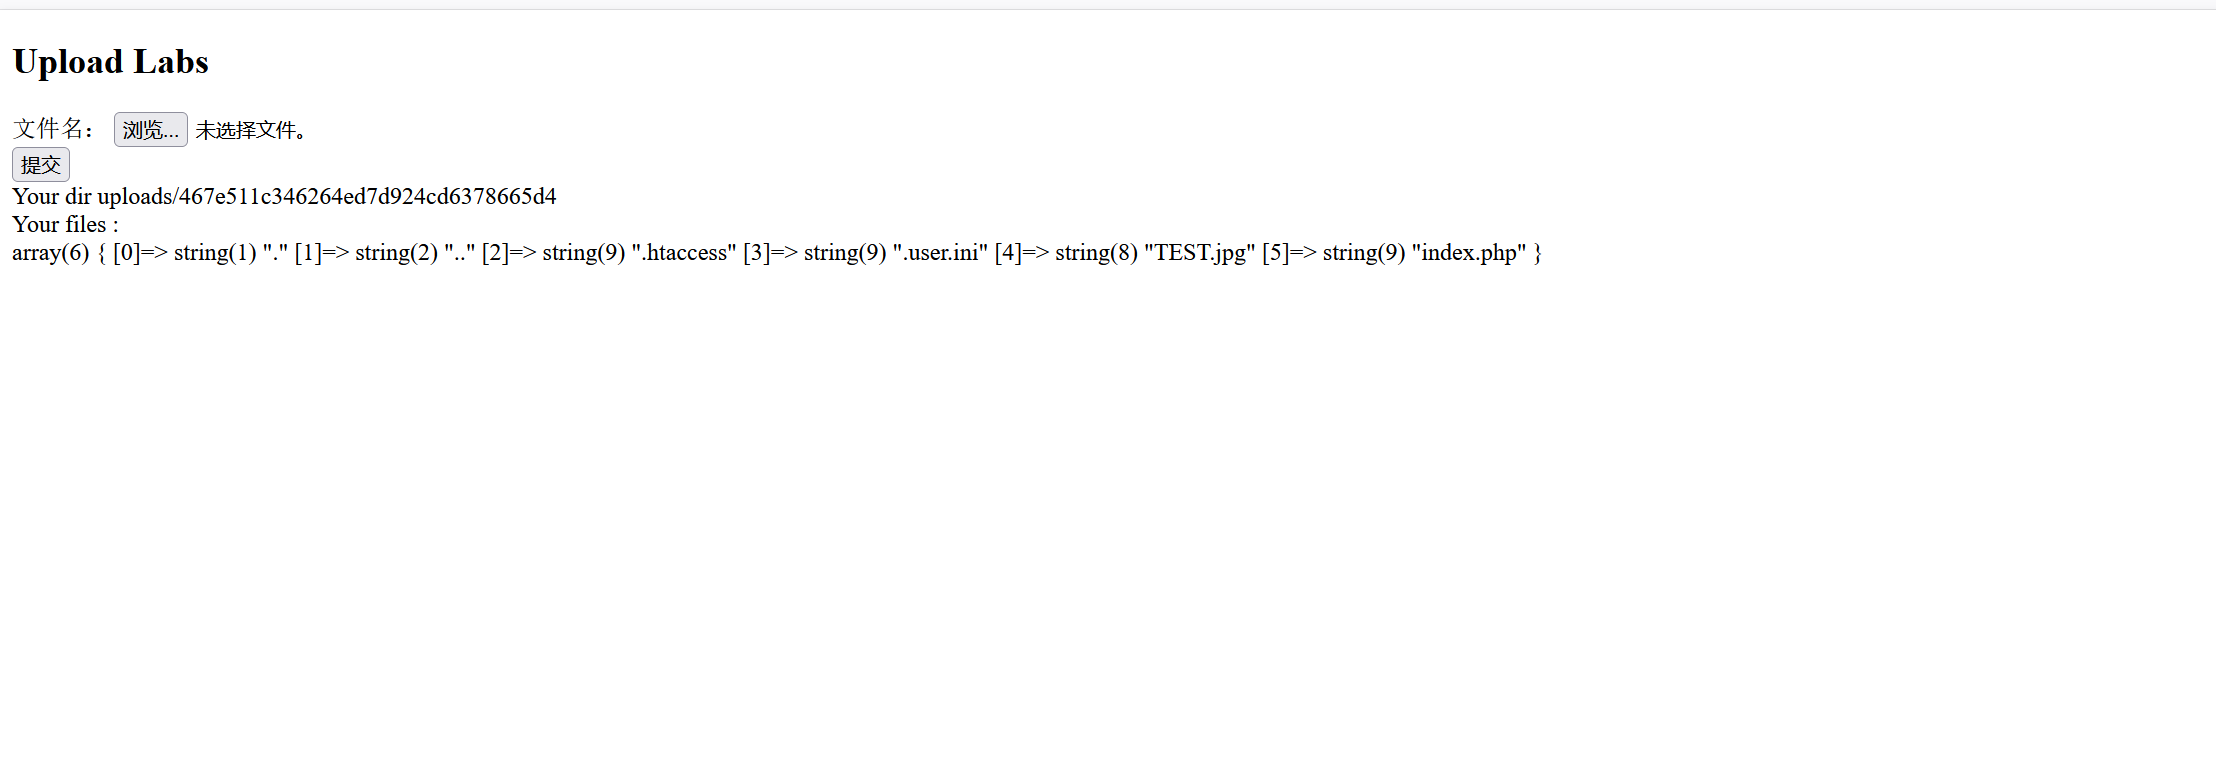 Upload Labs
文件名： 浏览... 未选择文件。
提交
Your dir uploads/467e511c346264ed7d924cd6378665d4
Your files :
array(6) { [0]=> string(1) "." [1]=> string(2) ".." [2]=> string(9) ".htaccess" [3]=> string(9) ".user.ini" [4]=> string(8) "TEST.jpg" [5]=> string(9) "index.php" }